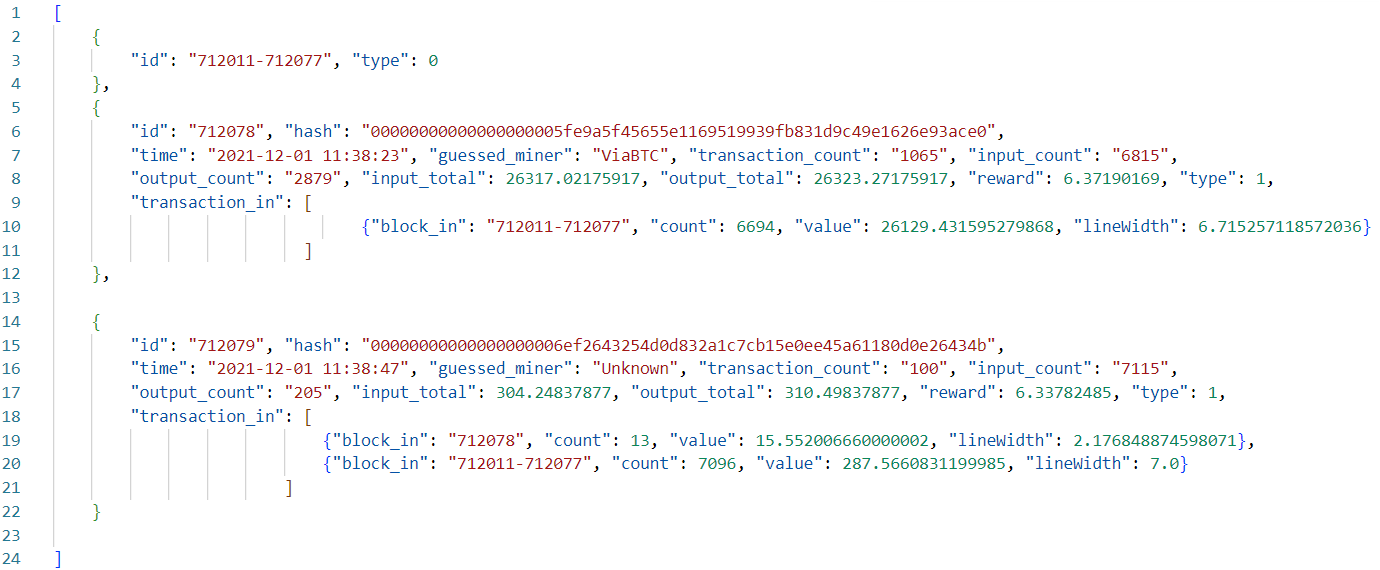 1 [
2 {
3 "id": "712011-712077", "type": 0
4 },
5 {
6 "id": "712078", "hash": "00000000000000000005fe9a5f45655e1169519939fb831d9c49e1626e93ace0",
7 "time": "2021-12-01 11:38:23", "guessed_miner": "ViaBTC", "transaction_count": "1065", "input_count": "6815",
8 "output_count": "2879", "input_total": 26317.02175917, "output_total": 26323.27175917, "reward": 6.37190169, "type": 1,
9 "transaction_in": [
10 {"block_in": "712011-712077", "count": 6694, "value": 26129.431595279868, "lineWidth": 6.715257118572036}
11 ]
12 },
13
14 {
15 "id": "712079", "hash": "00000000000000000006ef2643254d0d832a1c7cb15e0ee45a61180d0e26434b",
16 "time": "2021-12-01 11:38:47", "guessed_miner": "Unknown", "transaction_count": "100", "input_count": "7115",
17 "output_count": "205", "input_total": 304.24837877, "output_total": 310.49837877, "reward": 6.33782485, "type": 1,
18 "transaction_in": [
19 {"block_in": "712078", "count": 13, "value": 15.552006660000002, "lineWidth": 2.176848874598071},
20 {"block_in": "712011-712077", "count": 7096, "value": 287.5660831199985, "lineWidth": 7.0}
21 ]
22 }
23
24 ]